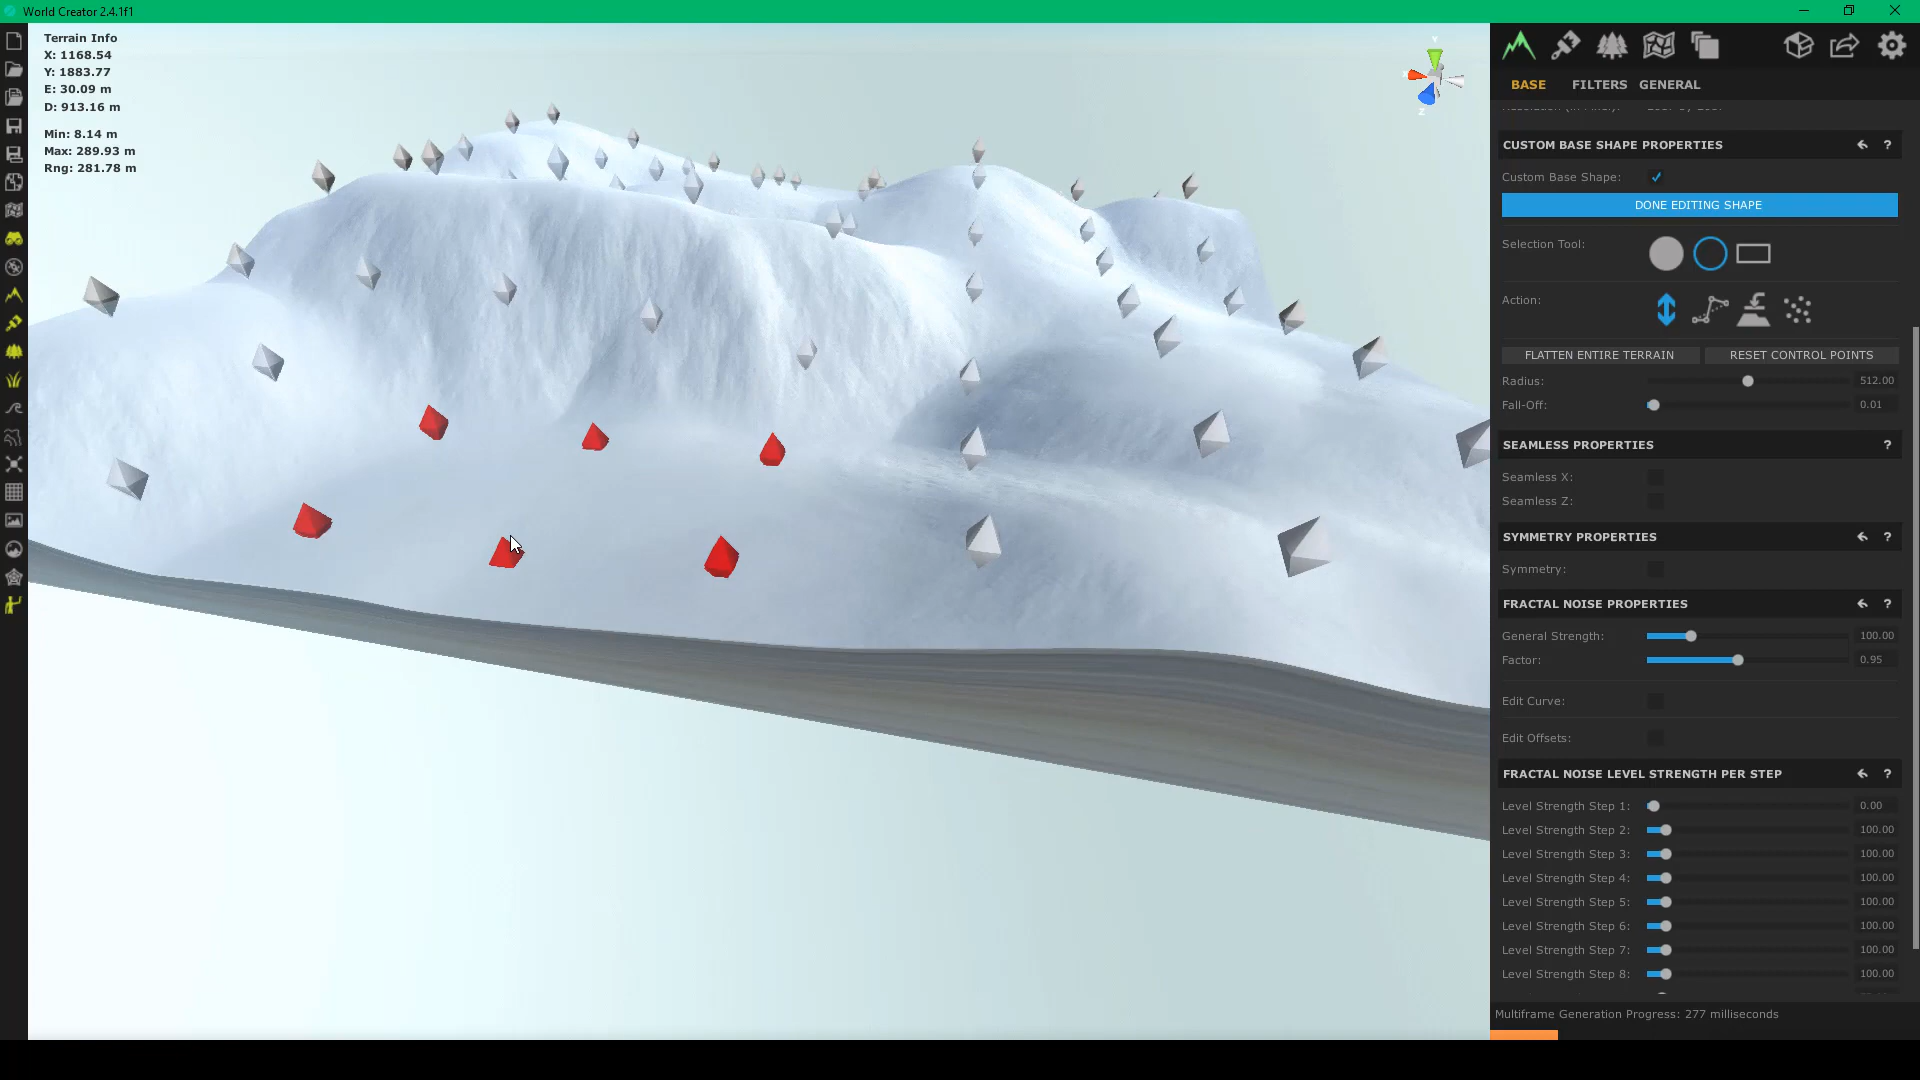 World Creator 2.4.1f1
Terrain Info
X: 1168.54
Y: 1883.77
E: 30.09 m
D: 913.16 m
Min: 8.14 m
Max: 289.93 m
Rng: 281.78 m
Y
Z
BASE FILTERS GENERAL
CUSTOM BASE SHAPE PROPERTIES ?
Custom Base Shape:
DONE EDITING SHAPE
Selection Tool:
Action:
FLATTEN ENTIRE TERRAIN RESET CONTROL POINTS
Radius: 512.00
Fall-Off: 0.01
SEAMLESS PROPERTIES ?
Seamless X:
Seamless Z:
SYMMETRY PROPERTIES ?
Symmetry:
FRACTAL NOISE PROPERTIES ?
General Strength: 100.00
Factor: 0.95
Edit Curve:
Edit Offsets:
FRACTAL NOISE LEVEL STRENGTH PER STEP ?
Level Strength Step 1: 0.00
Level Strength Step 2: 100.00
Level Strength Step 3: 100.00
Level Strength Step 4: 100.00
Level Strength Step 5: 100.00
Level Strength Step 6: 100.00
Level Strength Step 7: 100.00
Level Strength Step 8: 100.00
Multiframe Generation Progress: 277 milliseconds